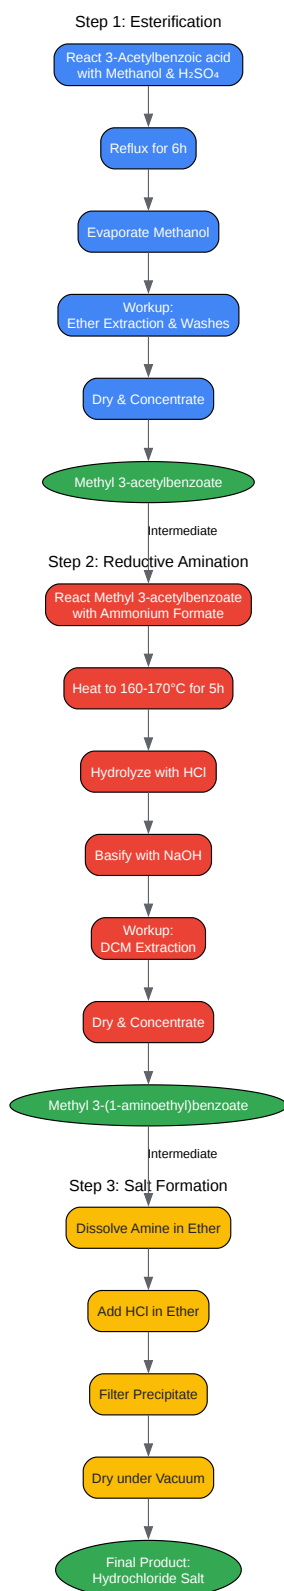 Step 1: Esterification
React 3-Acetylbenzoic acid
with Methanol & H₂SO₄
Reflux for 6h
Evaporate Methanol
Workup:
Ether Extraction & Washes
Dry & Concentrate
Methyl 3-acetylbenzoate
Intermediate
Step 2: Reductive Amination
React Methyl 3-acetylbenzoate
with Ammonium Formate
Heat to 160-170°C for 5h
Hydrolyze with HCl
Basify with NaOH
Workup:
DCM Extraction
Dry & Concentrate
Methyl 3-(1-aminoethyl)benzoate
Intermediate
Step 3: Salt Formation
Dissolve Amine in Ether
Add HCl in Ether
Filter Precipitate
Dry under Vacuum
Final Product:
Hydrochloride Salt